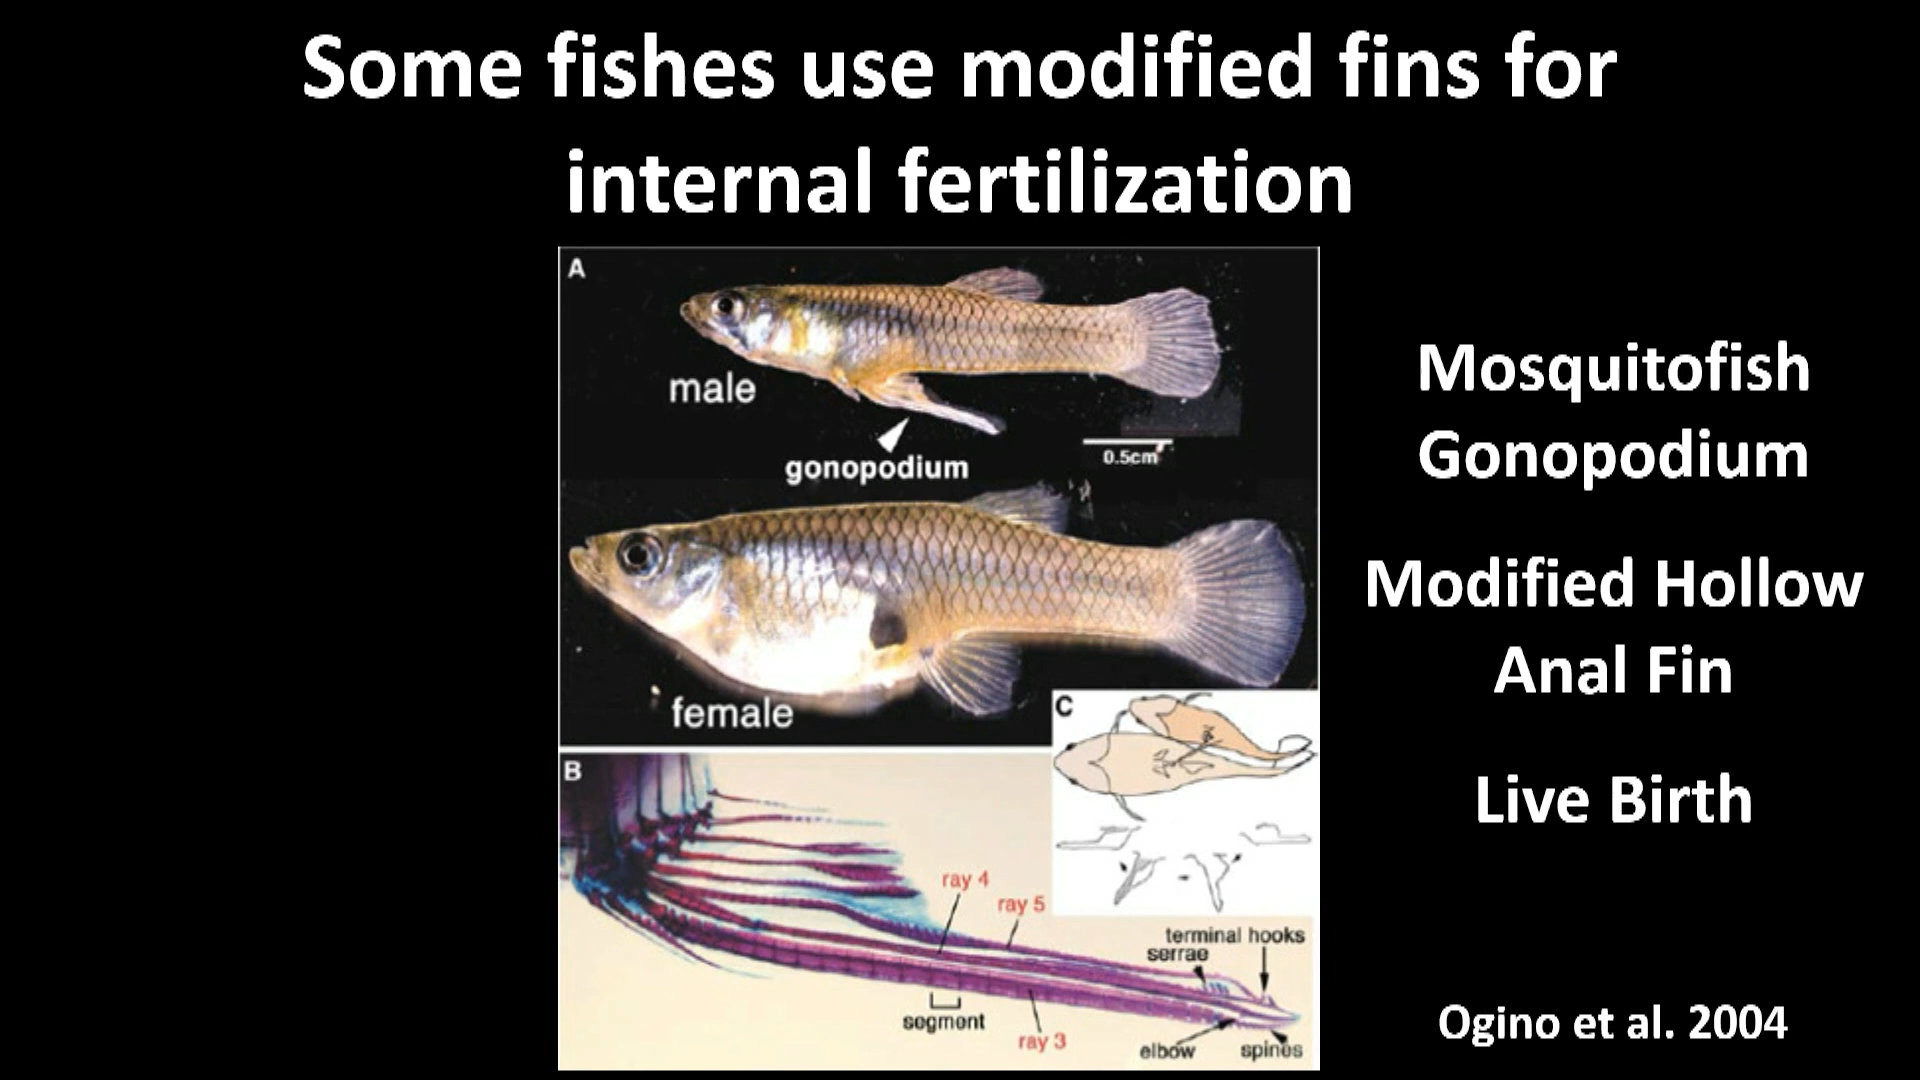 Some fishes use modified fins for
internal fertilization
A
male
gonopodium
0.5cm
female
C
B
ray 4
ray 5
terminal hooks
serrae
segment
ray 3
elbow
spines
Mosquitofish
Gonopodium
Modified Hollow
Anal Fin
Live Birth
Ogino et al. 2004